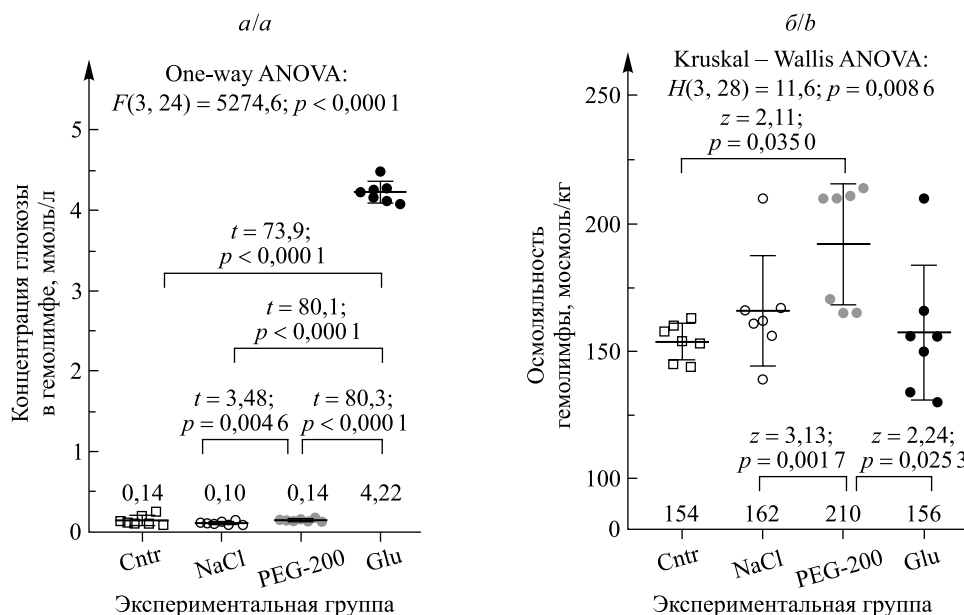 а/a
One-way ANOVA:
F(3, 24) = 5274,6; p < 0,000 1
Концентрация глюкозы
в гемолимфе, ммоль/л
5
4
3
2
1
0
t = 73,9;
p < 0,000 1
t = 80,1;
p < 0,000 1
t = 3,48;
p = 0,004 6
t = 80,3;
p < 0,000 1
0,14
0,10
0,14
4,22
Cntr
NaCl
PEG-200
Glu
Экспериментальная группа
б/b
Kruskal – Wallis ANOVA:
H(3, 28) = 11,6; p = 0,008 6
Осмоляльность
гемолимфы, мосмоль/кг
250
200
150
100
0
z = 2,11;
p = 0,035 0
z = 3,13;
p = 0,001 7
z = 2,24;
p = 0,025 3
154
162
210
156
Cntr
NaCl
PEG-200
Glu
Экспериментальная группа